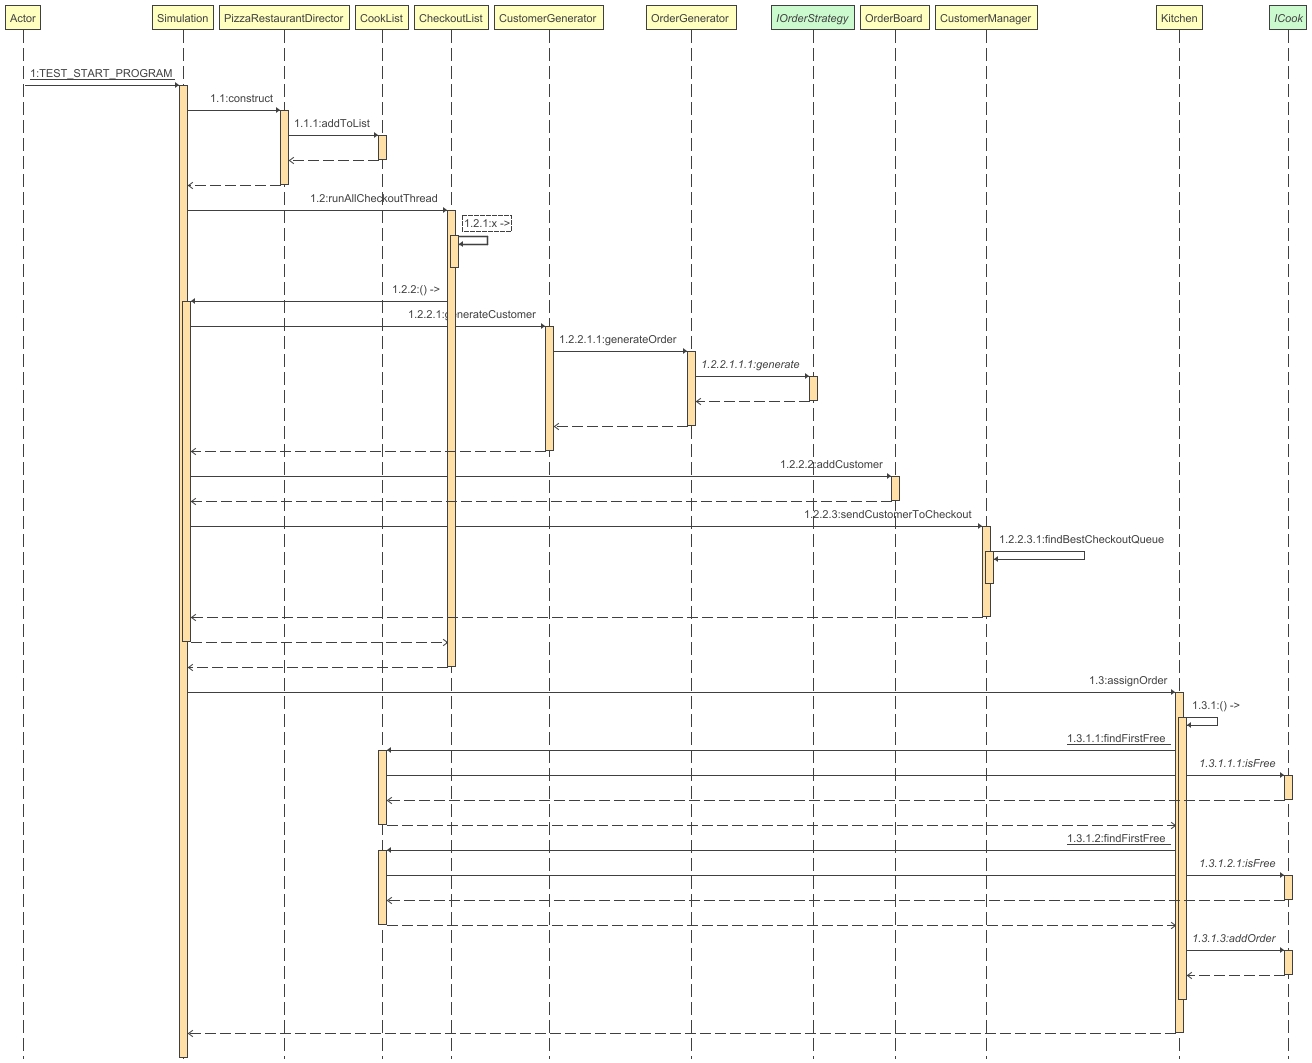 Actor
Simulation
PizzaRestaurantDirector
CookList
CheckoutList
CustomerGenerator
OrderGenerator
IOrderStrategy
OrderBoard
CustomerManager
Kitchen
ICook
1:TEST_START_PROGRAM
1.1:construct
1.1.1:addToList
1.2:runAllCheckoutThread
1.2.1:x ->
1.2.2:() ->
1.2.2.1:generateCustomer
1.2.2.1.1:generateOrder
1.2.2.1.1.1:generate
1.2.2.2:addCustomer
1.2.2.3:sendCustomerToCheckout
1.2.2.3.1:findBestCheckoutQueue
1.3:assignOrder
1.3.1:() ->
1.3.1.1:findFirstFree
1.3.1.1.1:isFree
1.3.1.2:findFirstFree
1.3.1.2.1:isFree
1.3.1.3:addOrder